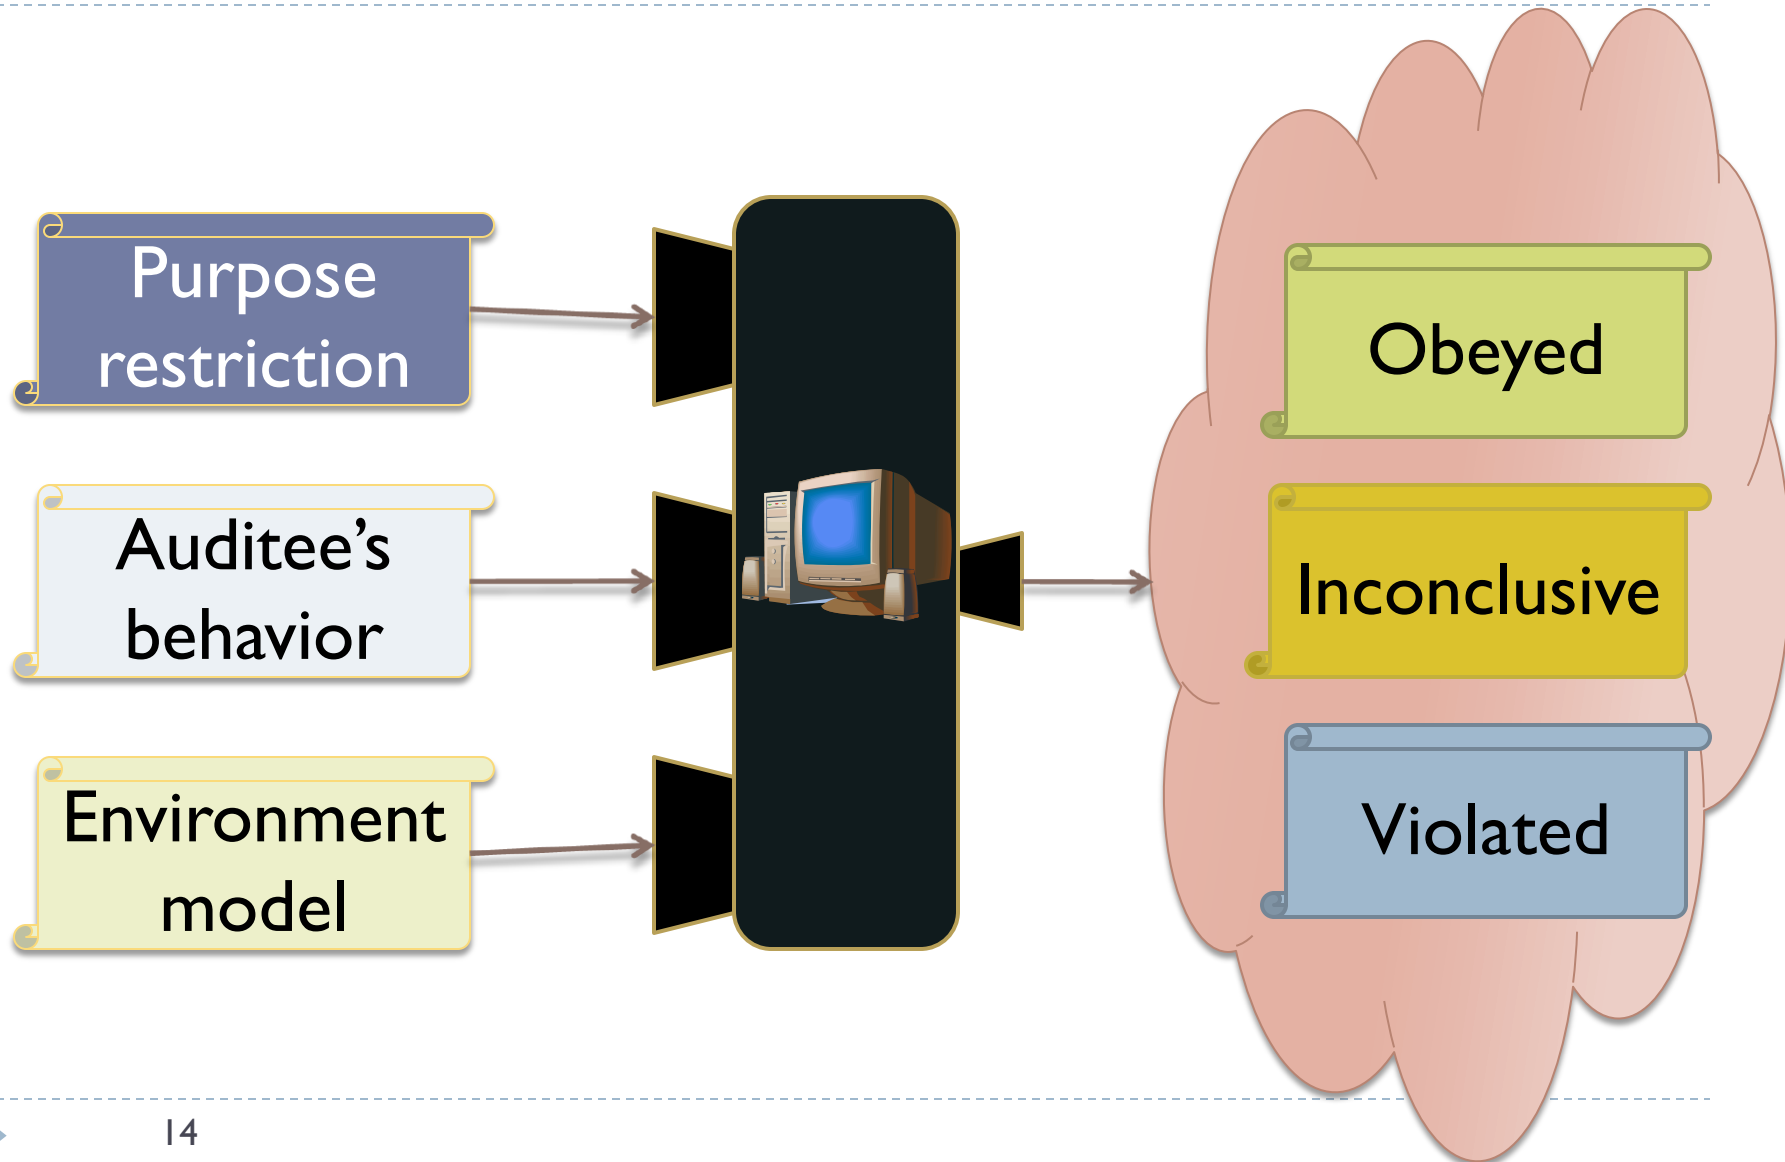 Purpose
restriction
Auditee’s
behavior
Environment
model
Obeyed
Inconclusive
Violated
14